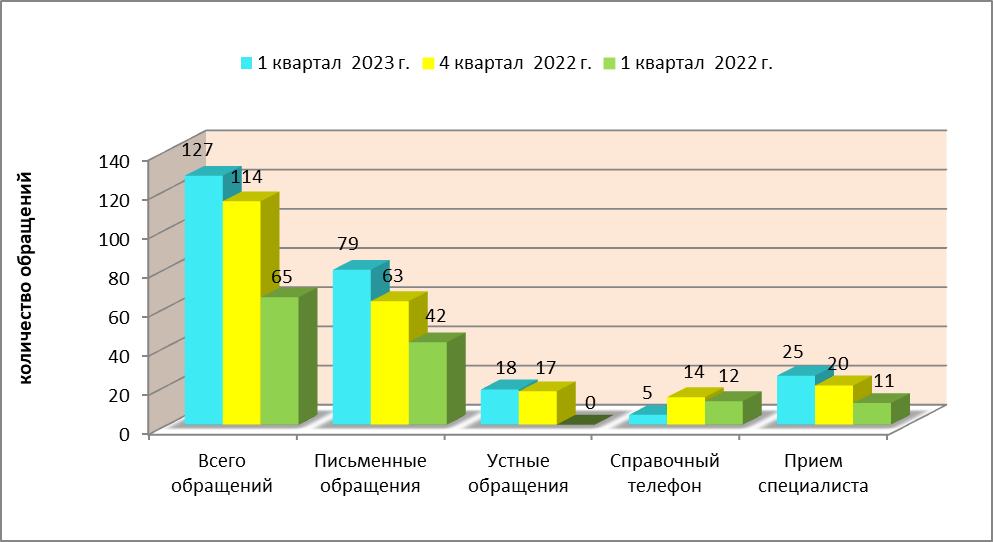 1 квартал 2023 г. 4 квартал 2022 г. 1 квартал 2022 г.
количество обращений
140
120
100
80
60
40
20
0
127
114
65
79
63
42
18
17
0
5
14
12
25
20
11
Всего
обращений
Письменные
обращения
Устные
обращения
Справочный
телефон
Прием
специалиста